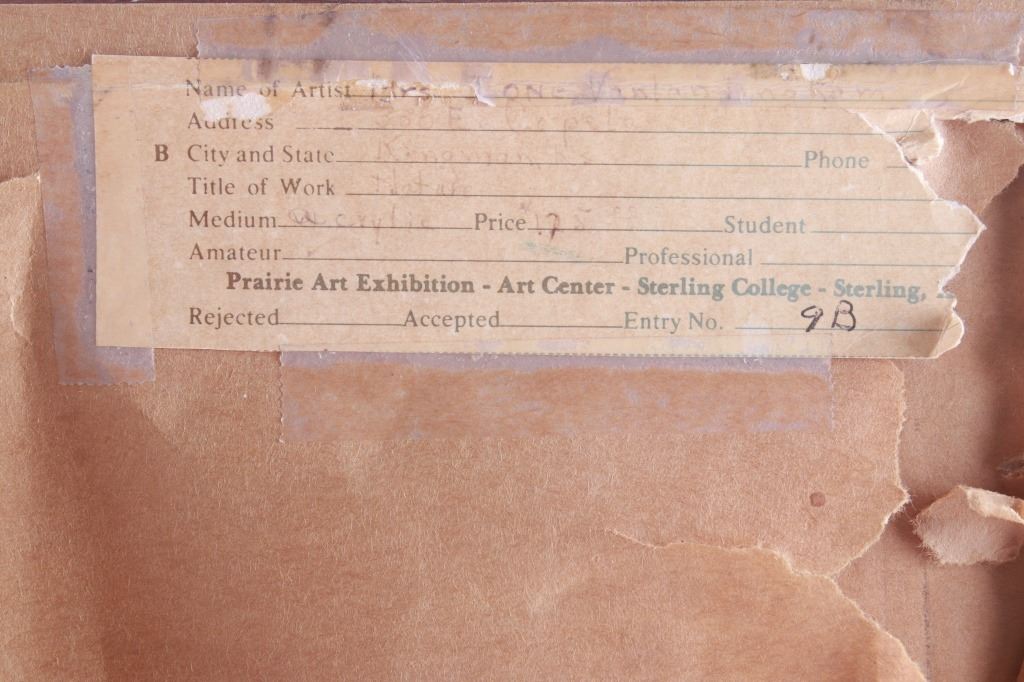 Name of Artist
Address
B City and State Phone
Title of Work
Medium Price Student
Amateur Professional
Prairie Art Exhibition - Art Center - Sterling College - Sterling,
Rejected Accepted Entry No. 9B